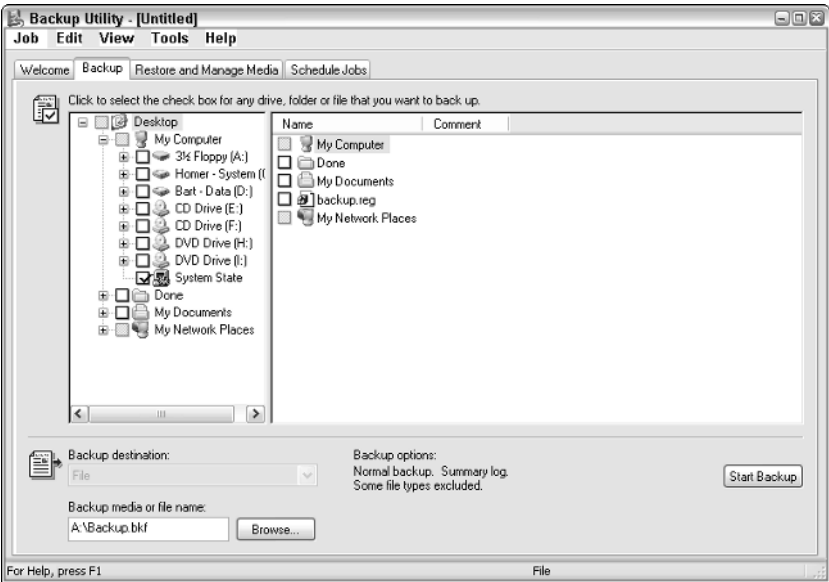 Backup Utility - [Untitled]
Job Edit View Tools Help
Welcome Backup Restore and Manage Media Schedule Jobs
Click to select the check box for any drive, folder or file that you want to back up.
Desktop
My Computer
3½ Floppy (A:)
Homer - System ((
Bart - Data (D:)
CD Drive (E:)
CD Drive (F:)
DVD Drive (H:)
DVD Drive (I:)
System State
Done
My Documents
My Network Places
Name Comment
My Computer
Done
My Documents
backup.reg
My Network Places
Backup destination:
File
Backup media or file name:
A:\Backup.bkf
Browse...
Backup options:
Normal backup. Summary log.
Some file types excluded.
Start Backup
For Help, press F1
File